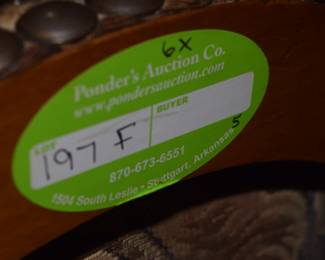 6x
Ponder's Auction Co.
www.pondersauction.com
LOT
BUYER
197 F
5
870-673-6551
1504 South Leslie • Stuttgart, Arkansas